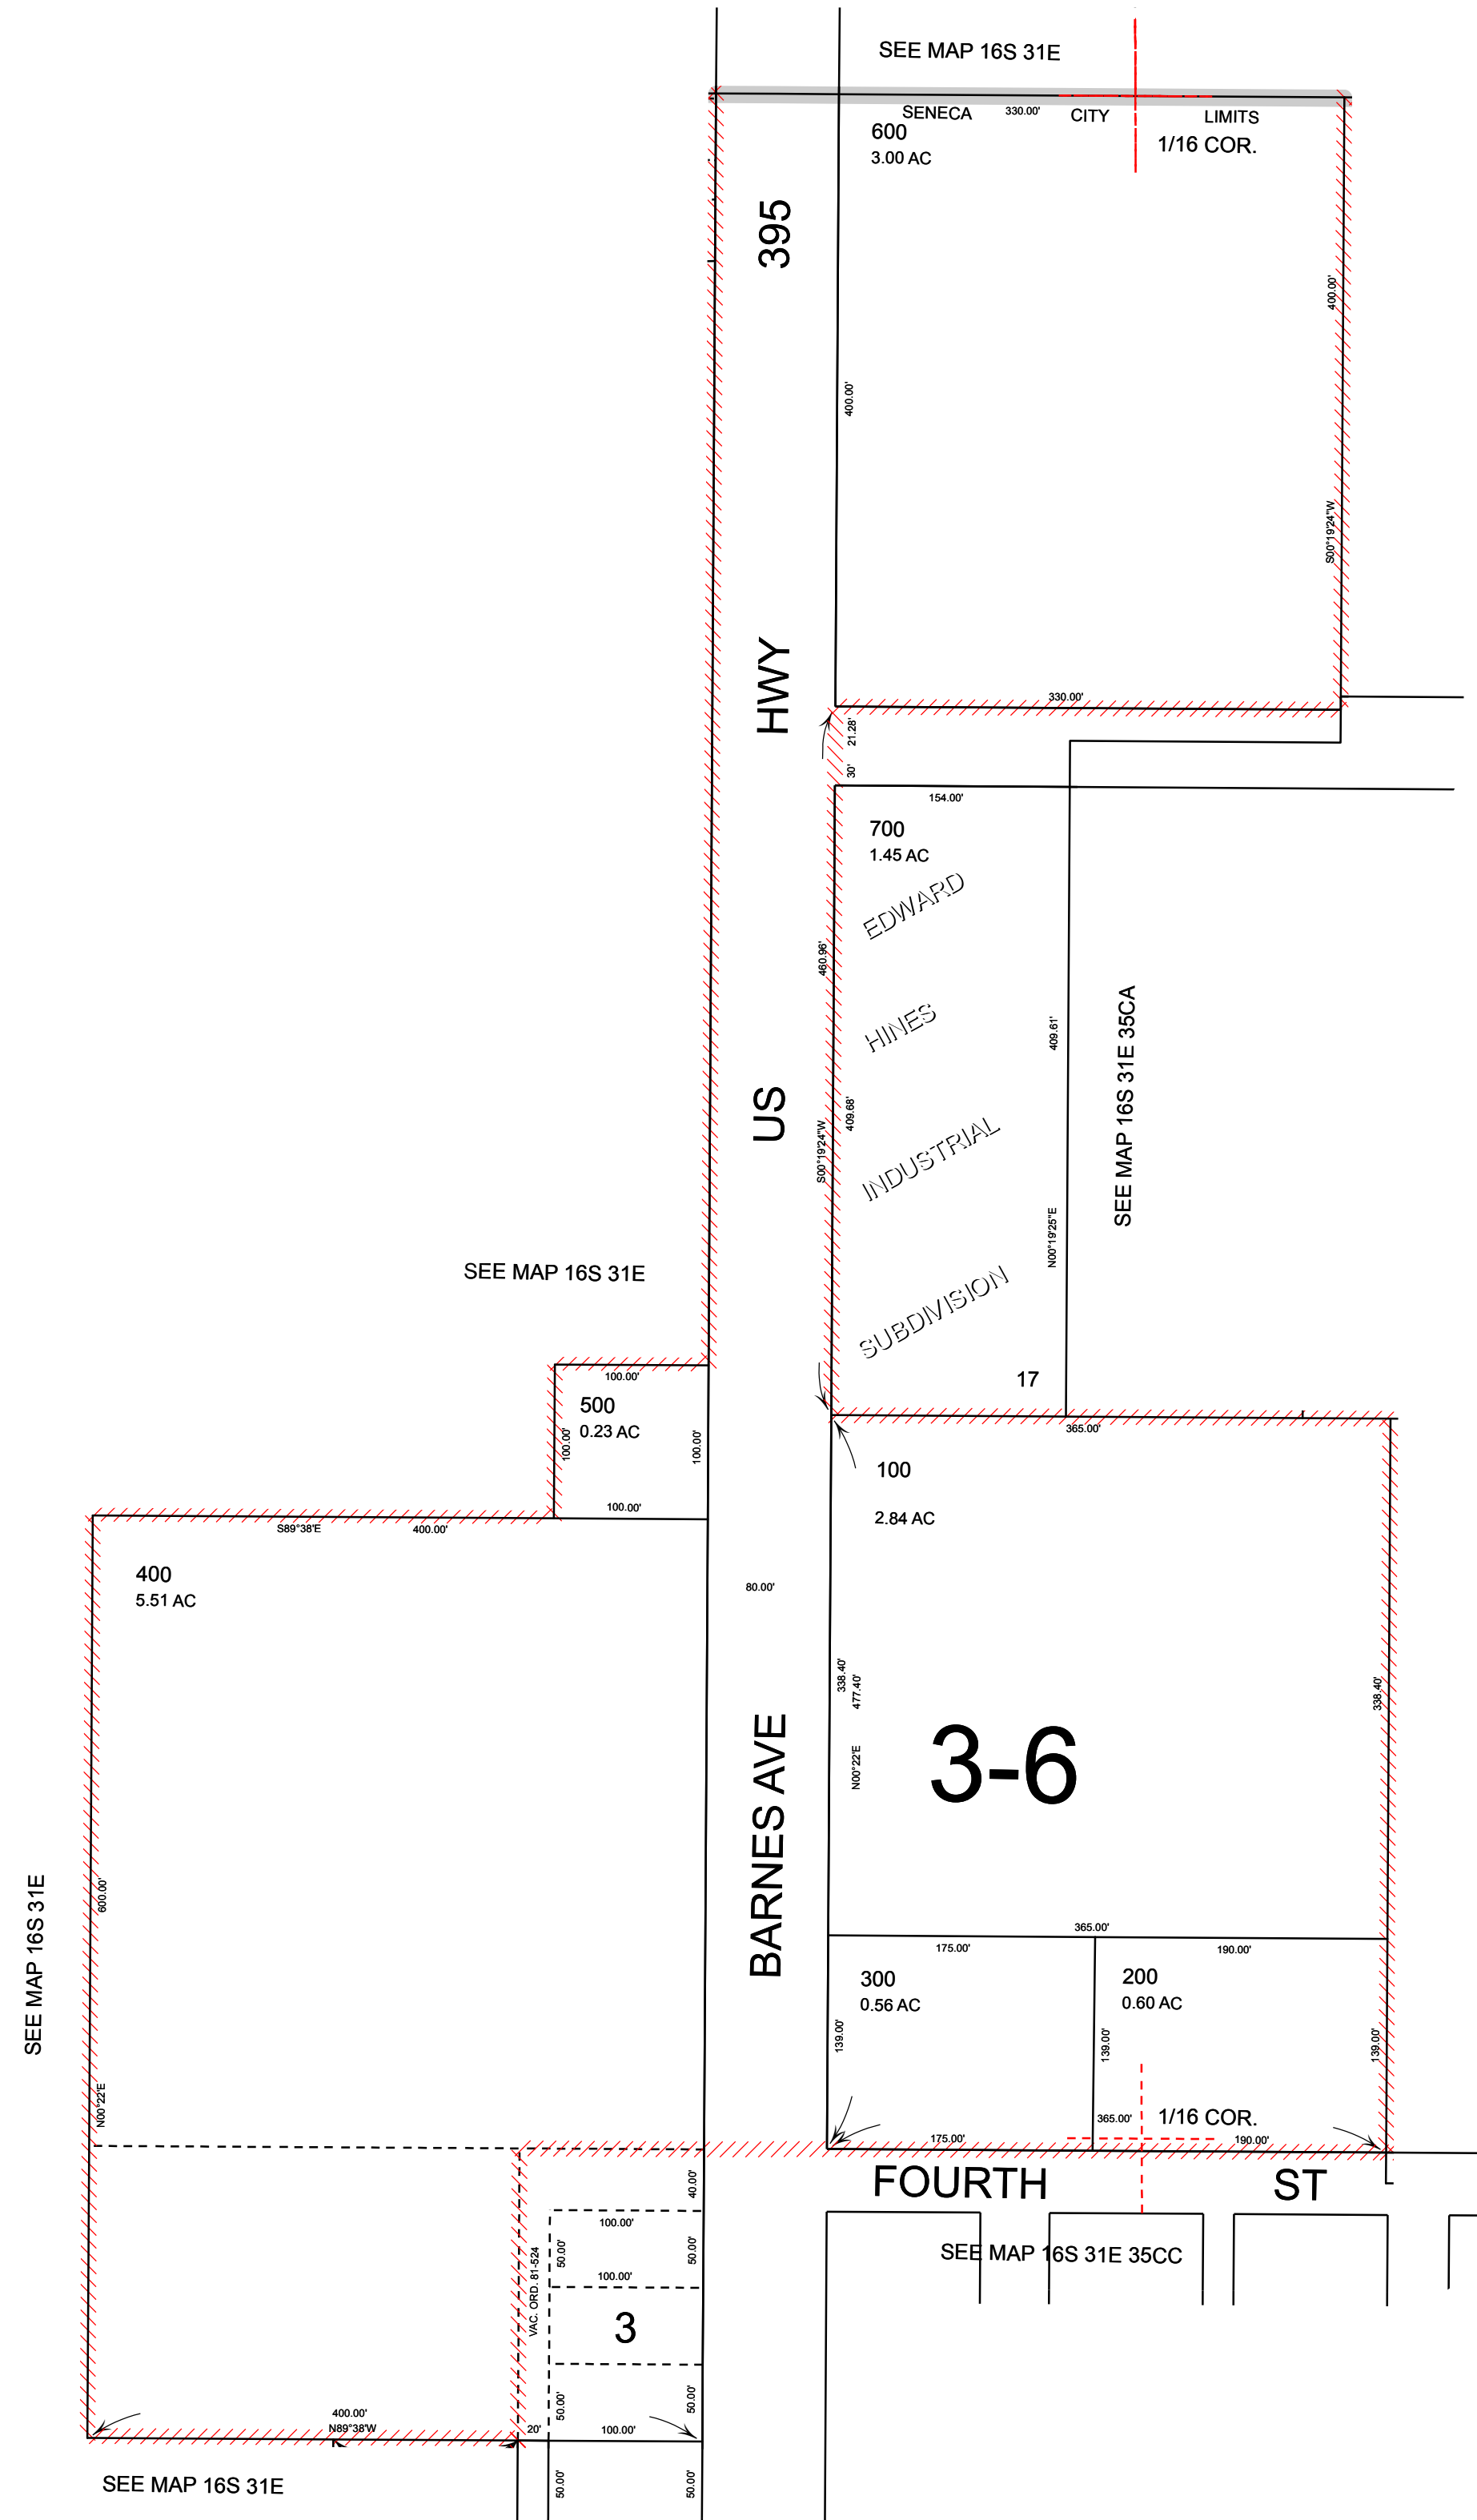 SEE MAP 16S 31E
SENECA
330.00'
CITY
LIMITS
600
3.00 AC
1/16 COR.
395
400.00'
400.00'
S00°19'24"W
HWY
330.00'
21.28'
30'
154.00'
700
1.45 AC
EDWARD
460.96'
HINES
409.61'
SEE MAP 16S 31E 35CA
US
409.68'
S00°19'24"W
INDUSTRIAL
N00°19'25"E
SEE MAP 16S 31E
SUBDIVISION
17
100.00'
500
0.23 AC
100.00'
100.00'
100.00'
365.00'
100
2.84 AC
S89°38'E
400.00'
400
5.51 AC
80.00'
338.40'
477.40'
N00°22'E
338.40'
3-6
BARNES AVE
SEE MAP 16S 31E
600.00'
N00°22'E
365.00'
175.00'
190.00'
300
0.56 AC
200
0.60 AC
139.00'
139.00'
139.00'
365.00'
1/16 COR.
175.00'
190.00'
FOURTH
ST
40.00'
100.00'
SEE MAP 16S 31E 35CC
50.00'
50.00'
100.00'
VAC. ORD. 81-524
3
50.00'
50.00'
400.00'
N89°38'W
20'
100.00'
SEE MAP 16S 31E
50.00'
50.00'